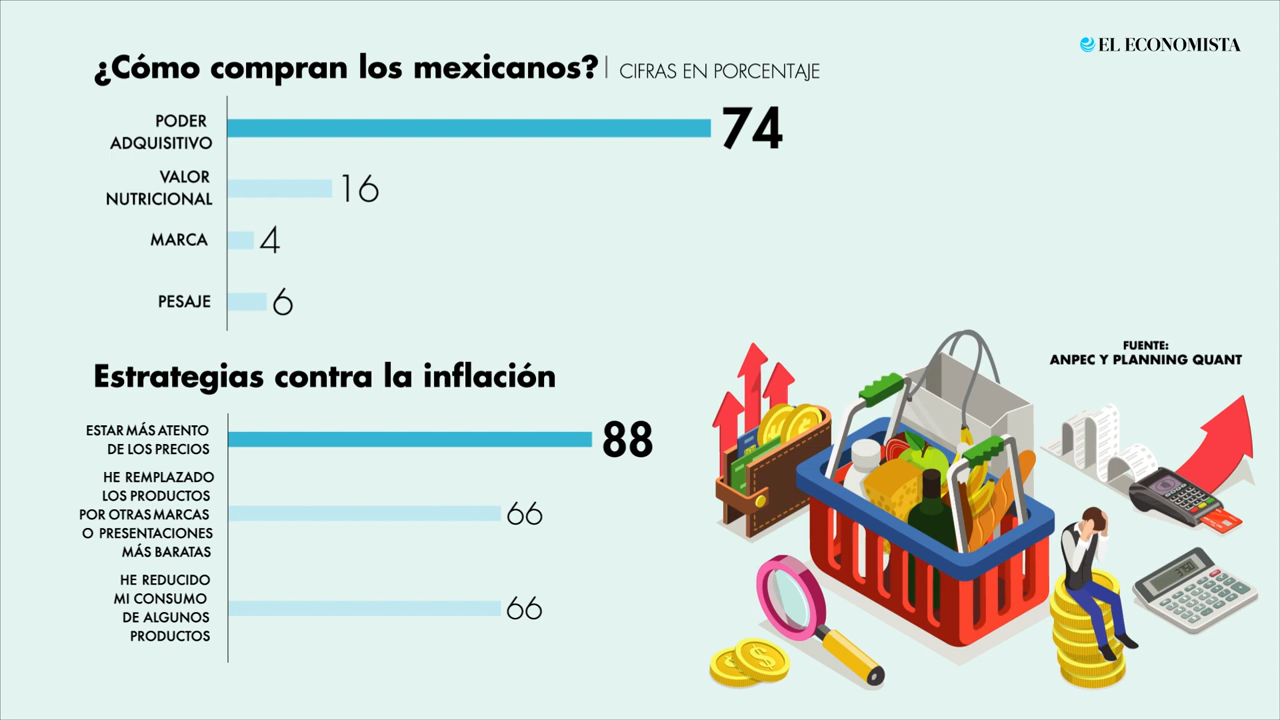 EL ECONOMISTA
¿Cómo compran los mexicanos? | CIFRAS EN PORCENTAJE
PODER
ADQUISITIVO
74
VALOR
NUTRICIONAL
16
MARCA
4
PESAJE
6
Estrategias contra la inflación
ESTAR MÁS ATENTO
DE LOS PRECIOS
88
HE REMPLAZADO
LOS PRODUCTOS
POR OTRAS MARCAS
O PRESENTACIONES
MÁS BARATAS
66
HE REDUCIDO
MI CONSUMO
DE ALGUNOS
PRODUCTOS
66
FUENTE:
ANPEC Y PLANNING QUANT